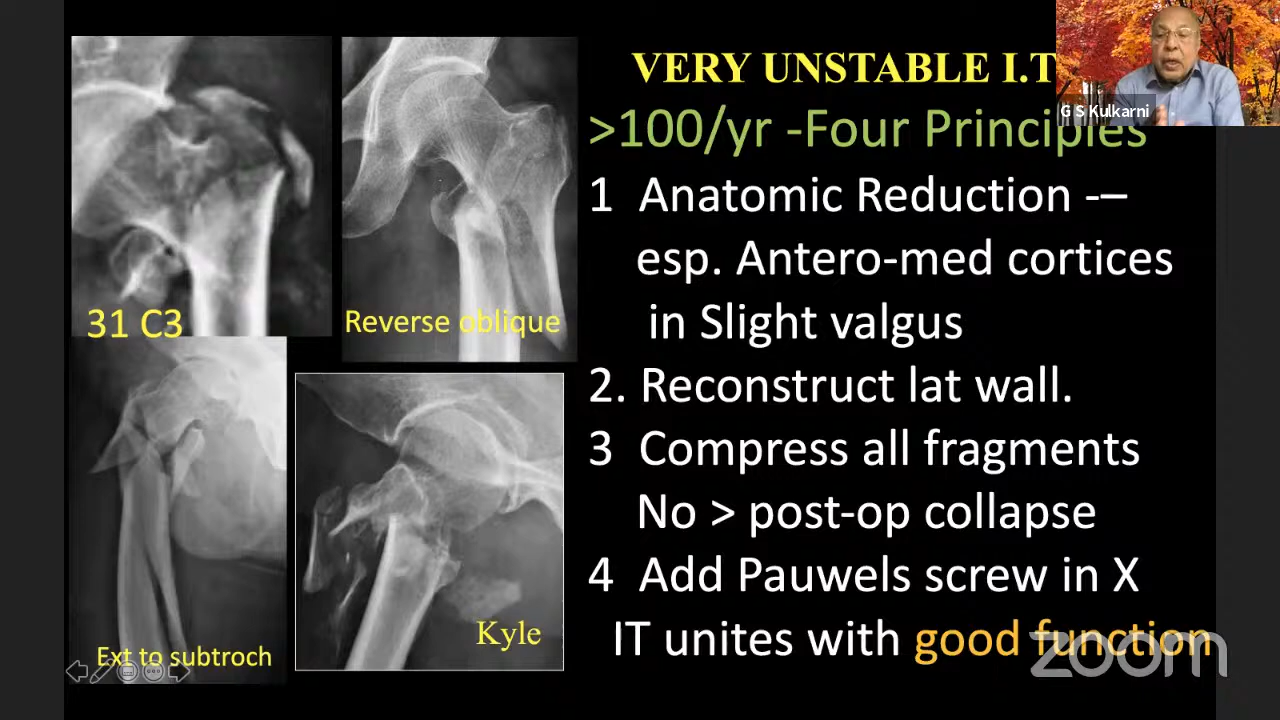 VERY UNSTABLE I.T
G S Kulkarni
>100/yr -Four Principles
1 Anatomic Reduction -–
esp. Antero-med cortices
in Slight valgus
2. Reconstruct lat wall.
3 Compress all fragments
No > post-op collapse
4 Add Pauwels screw in X
IT unites with good function
31 C3
Reverse oblique
Ext to subtroch
Kyle
zoom